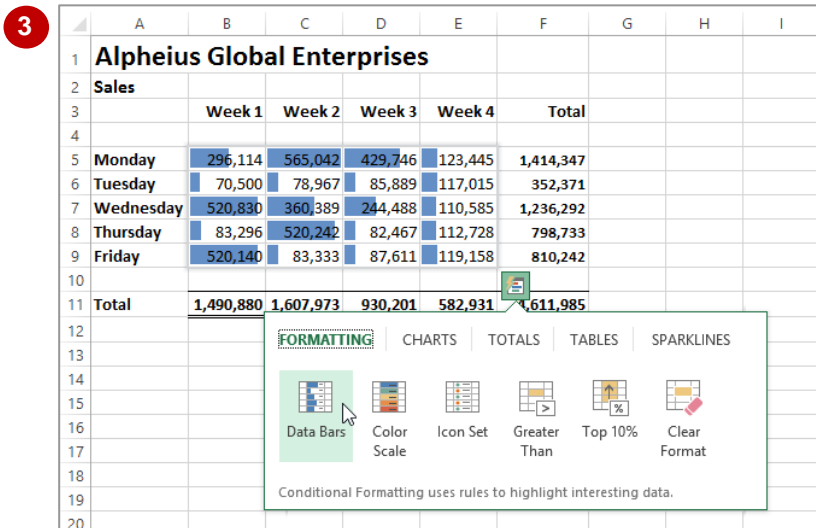 3
A B C D E F G H I
1 Alpheius Global Enterprises
2 Sales
3 Week 1 Week 2 Week 3 Week 4 Total
4
5 Monday 296,114 565,042 429,746 123,445 1,414,347
6 Tuesday 70,500 78,967 85,889 117,015 352,371
7 Wednesday 520,830 360,389 244,488 110,585 1,236,292
8 Thursday 83,296 520,242 82,467 112,728 798,733
9 Friday 520,140 83,333 87,611 119,158 810,242
10
11 Total 1,490,880 1,607,973 930,201 582,931 4,611,985
12
FORMATTING CHARTS TOTALS TABLES SPARKLINES
13
14
15
16
Data Bars Color Scale Icon Set Greater Than Top 10% Clear Format
17
18
19
Conditional Formatting uses rules to highlight interesting data.
20